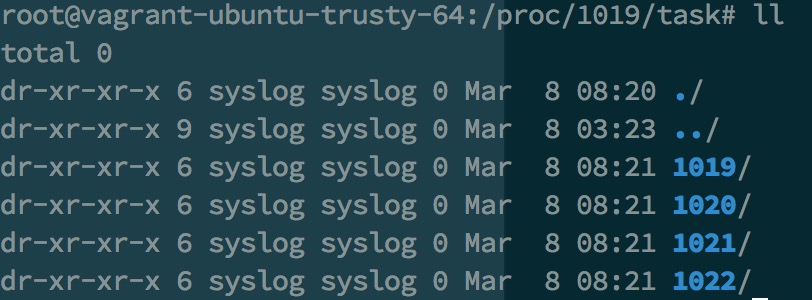 root@vagrant-ubuntu-trusty-64:/proc/1019/task# ll
total 0
dr-xr-xr-x 6 syslog syslog 0 Mar  8 08:20 ./
dr-xr-xr-x 9 syslog syslog 0 Mar  8 03:23 ../
dr-xr-xr-x 6 syslog syslog 0 Mar  8 08:21 1019/
dr-xr-xr-x 6 syslog syslog 0 Mar  8 08:21 1020/
dr-xr-xr-x 6 syslog syslog 0 Mar  8 08:21 1021/
dr-xr-xr-x 6 syslog syslog 0 Mar  8 08:21 1022/